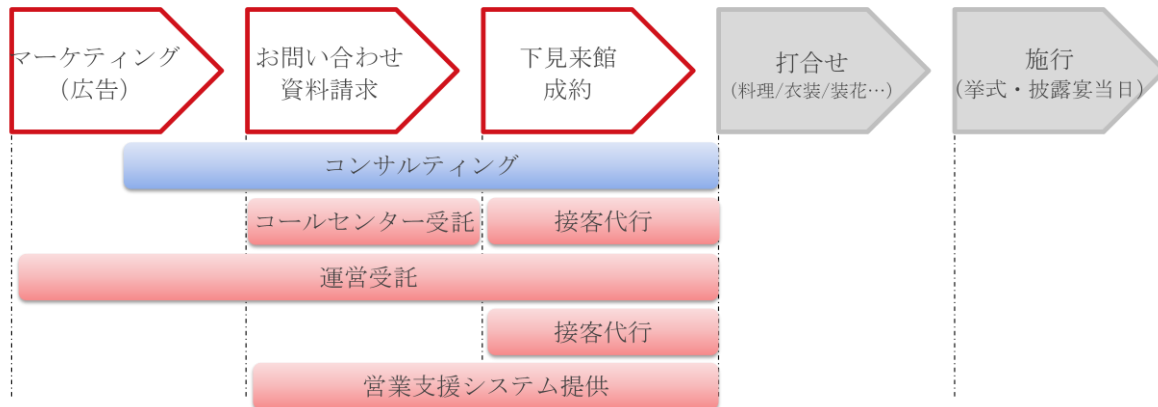 マーケティング
(広告)
お問い合わせ
資料請求
下見来館
成約
打合せ
(料理/衣装/装花…)
施行
(挙式・披露宴当日)
コンサルティング
コールセンター受託
接客代行
運営受託
接客代行
営業支援システム提供